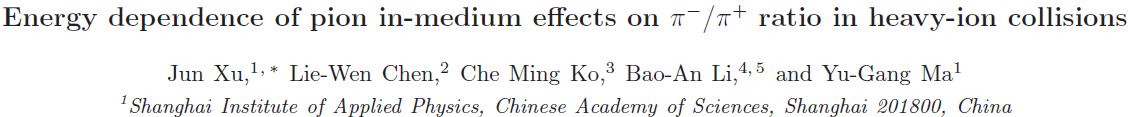 Energy dependence of pion in-medium effects on π⁻/π⁺ ratio in heavy-ion collisions
Jun Xu,¹,* Lie-Wen Chen,² Che Ming Ko,³ Bao-An Li,⁴,⁵ and Yu-Gang Ma¹
¹Shanghai Institute of Applied Physics, Chinese Academy of Sciences, Shanghai 201800, China